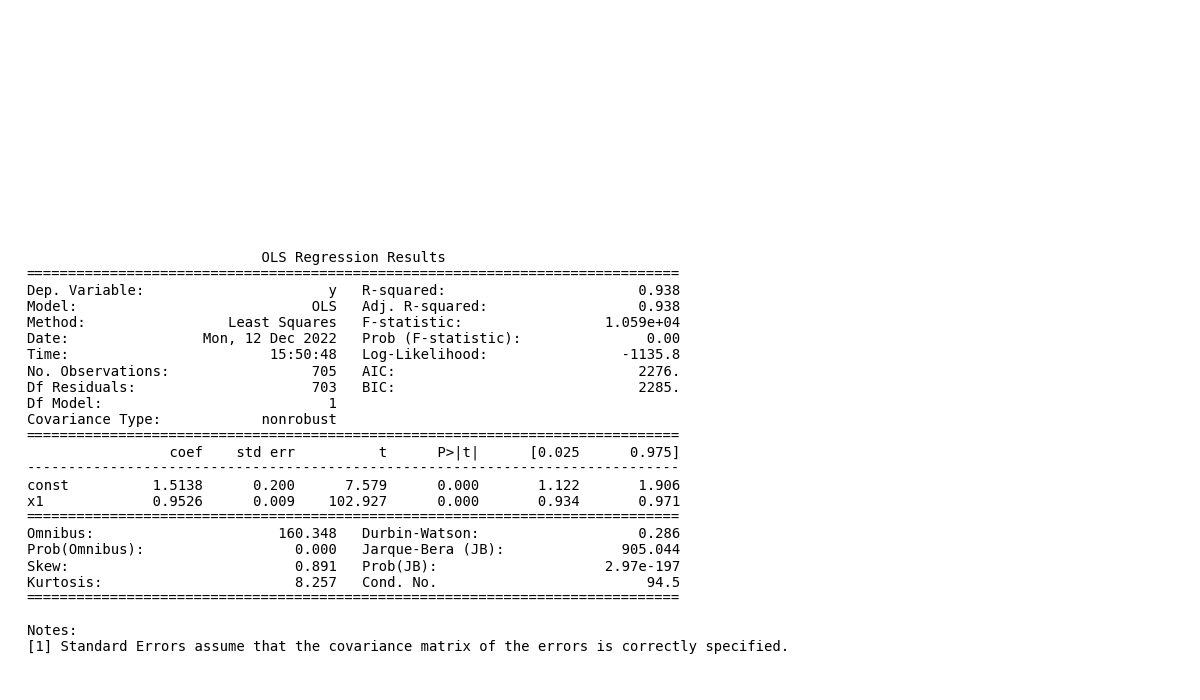 OLS Regression Results
==============================================================================
Dep. Variable:                      y   R-squared:                       0.938
Model:                            OLS   Adj. R-squared:                  0.938
Method:                 Least Squares   F-statistic:                 1.059e+04
Date:                Mon, 12 Dec 2022   Prob (F-statistic):               0.00
Time:                        15:50:48   Log-Likelihood:                -1135.8
No. Observations:                 705   AIC:                             2276.
Df Residuals:                     703   BIC:                             2285.
Df Model:                           1
Covariance Type:            nonrobust
==============================================================================
                 coef    std err          t      P>|t|      [0.025      0.975]
------------------------------------------------------------------------------
const          1.5138      0.200      7.579      0.000       1.122       1.906
x1             0.9526      0.009    102.927      0.000       0.934       0.971
==============================================================================
Omnibus:                      160.348   Durbin-Watson:                   0.286
Prob(Omnibus):                  0.000   Jarque-Bera (JB):              905.044
Skew:                           0.891   Prob(JB):                    2.97e-197
Kurtosis:                       8.257   Cond. No.                         94.5
==============================================================================

Notes:
[1] Standard Errors assume that the covariance matrix of the errors is correctly specified.